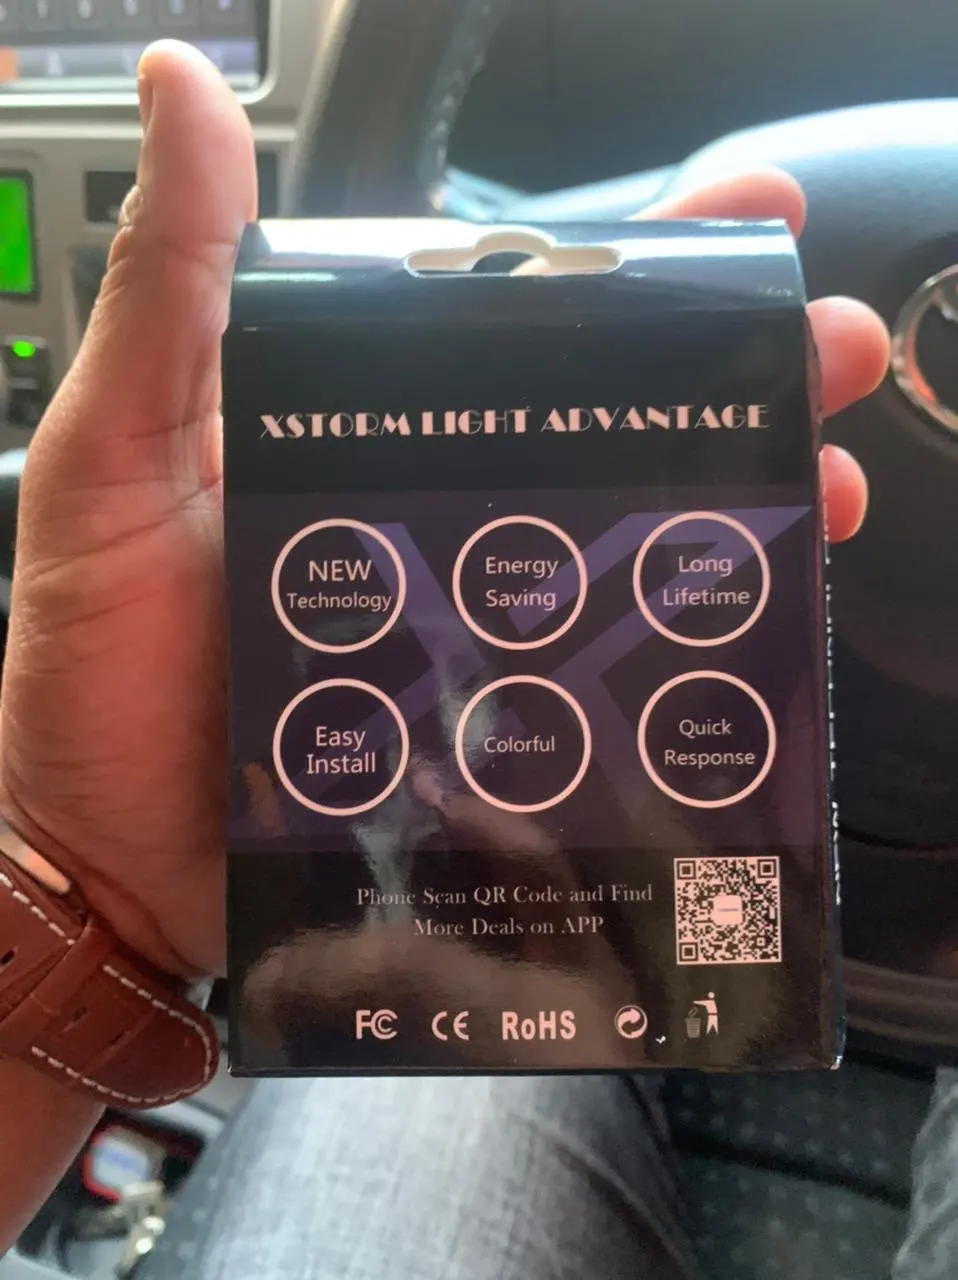 XSTORM LIGHT ADVANTAGE
NEW
Technology
Energy
Saving
Long
Lifetime
Easy
Install
Colorful
Quick
Response
Phone Scan QR Code and Find
More Deals on APP
FC CE RoHS